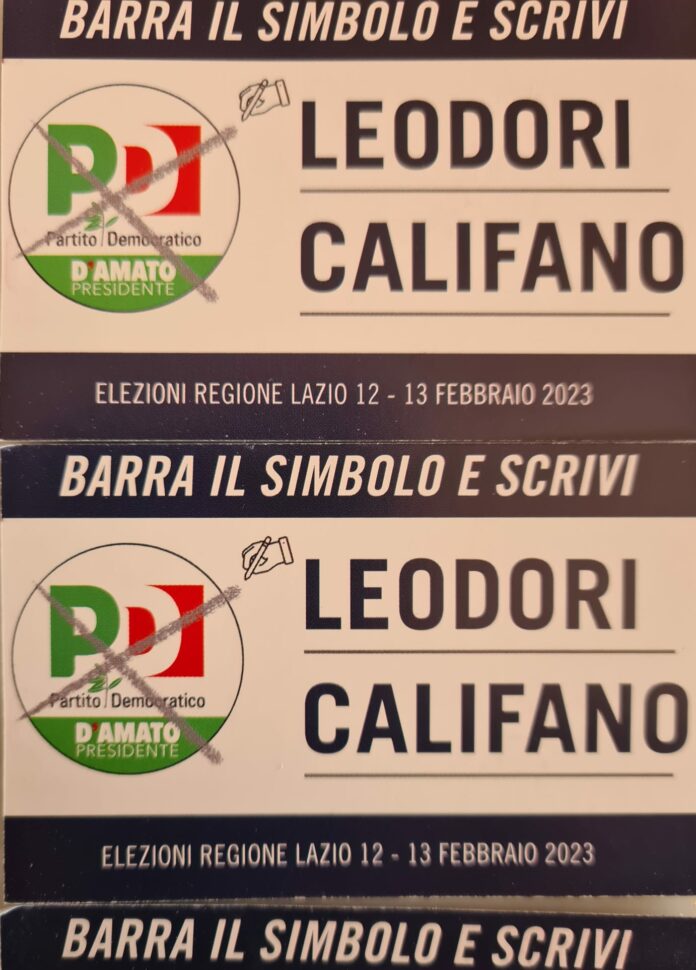 BARRA IL SIMBOLO E SCRIVI
PD
Partito Democratico
D'AMATO
PRESIDENTE
LEODORI
CALIFANO
ELEZIONI REGIONE LAZIO 12 - 13 FEBBRAIO 2023
BARRA IL SIMBOLO E SCRIVI
PD
Partito Democratico
D'AMATO
PRESIDENTE
LEODORI
CALIFANO
ELEZIONI REGIONE LAZIO 12 - 13 FEBBRAIO 2023
BARRA IL SIMBOLO E SCRIVI